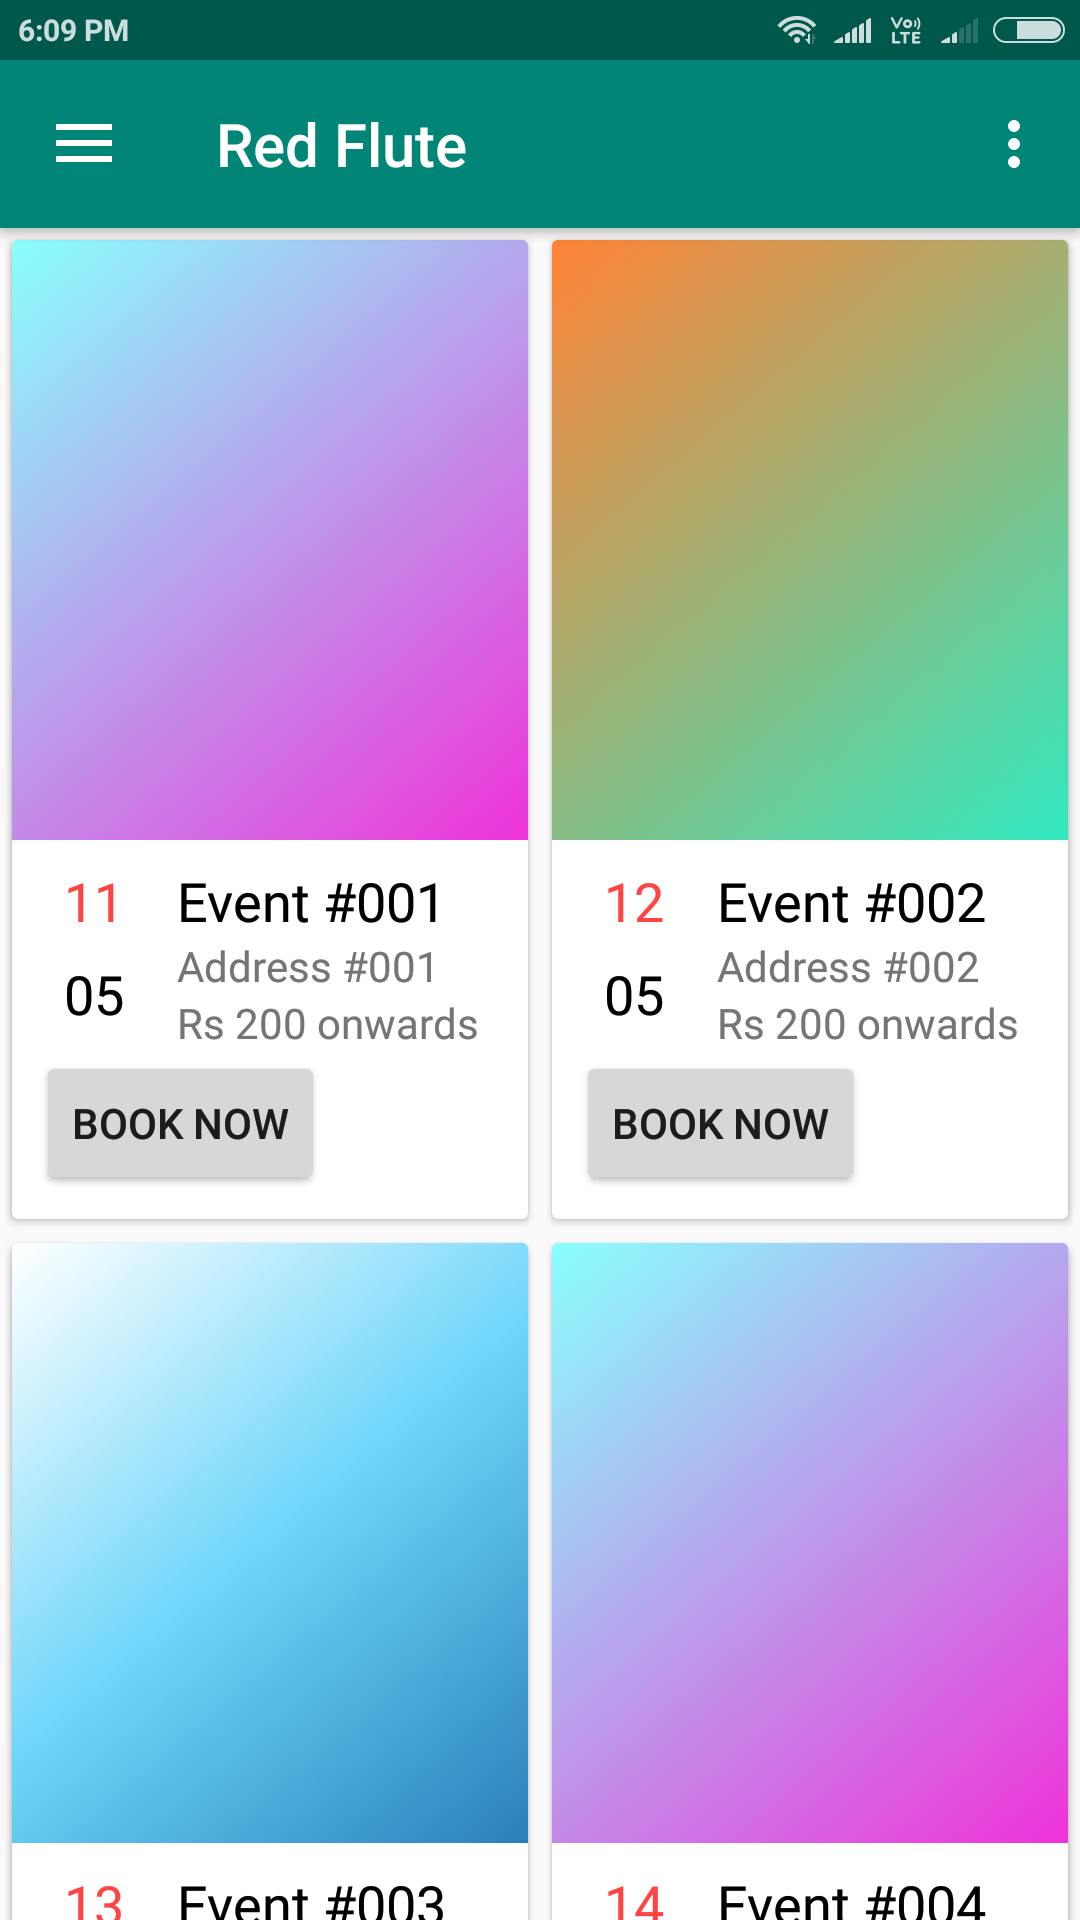 6:09 PM
Vo))
LTE
Red Flute
11
Event #001
Address #001
05
Rs 200 onwards
BOOK NOW
12
Event #002
Address #002
05
Rs 200 onwards
BOOK NOW
13
Event #003
14
Event #004